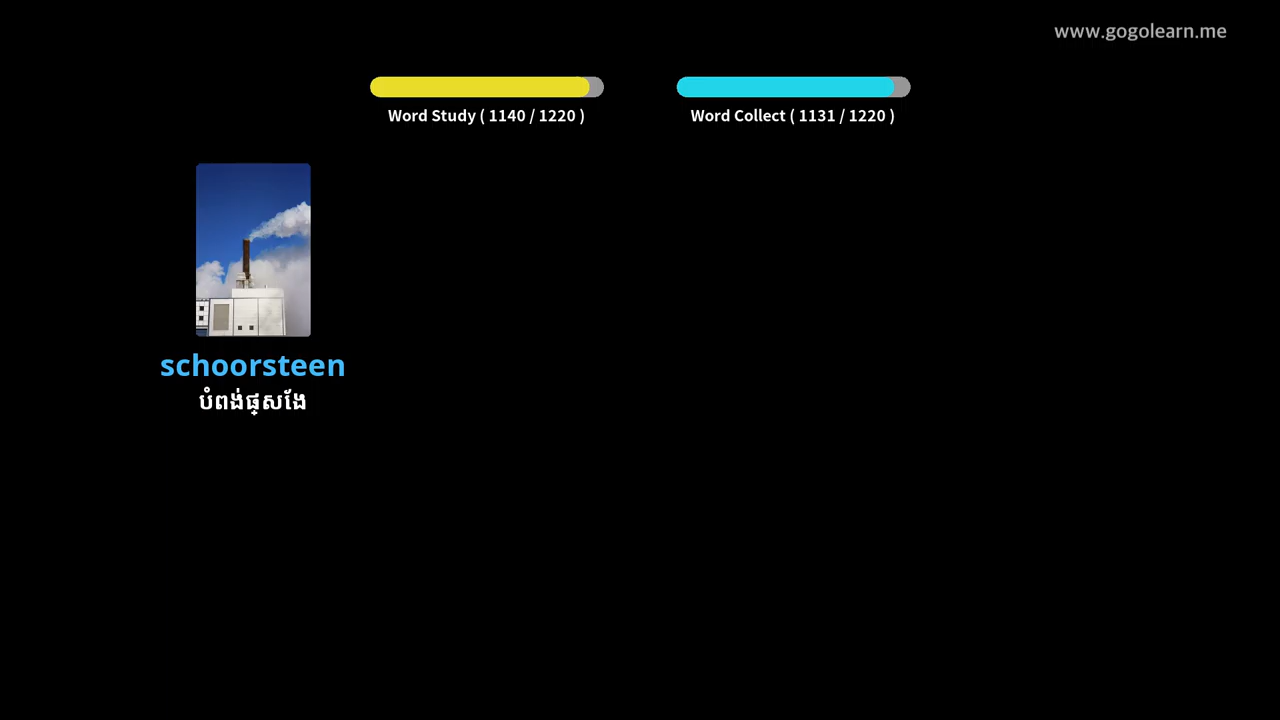 www.gogolearn.me
Word Study ( 1140 / 1220 )
Word Collect ( 1131 / 1220 )
schoorsteen
បំពង់ផ្សែង